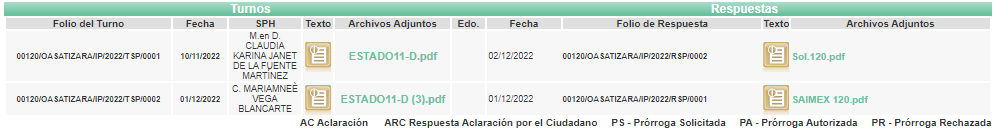 Turnos Respuestas
Folio del Turno Fecha SPH Texto Archivos Adjuntos Edo. Fecha Folio de Respuesta Texto Archivos Adjuntos
M.en D.
CLAUDIA
00120/OASATIZARA/IP/2022/TSP/0001 10/11/2022 KARINA JANET ESTADO11-D.pdf 02/12/2022 00120/OASATIZARA/IP/2022/RSP/0002 Sol.120.pdf
DE LA FUENTE
MARTÍNEZ
C. MARIAMNEÈ
00120/OASATIZARA/IP/2022/TSP/0002 01/12/2022 VEGA ESTADO11-D (3).pdf 01/12/2022 00120/OASATIZARA/IP/2022/RSP/0001 SAIMEX 120.pdf
BLANCARTE
AC Aclaración ARC Respuesta Aclaración por el Ciudadano PS - Prórroga Solicitada PA - Prórroga Autorizada PR - Prórroga Rechazada